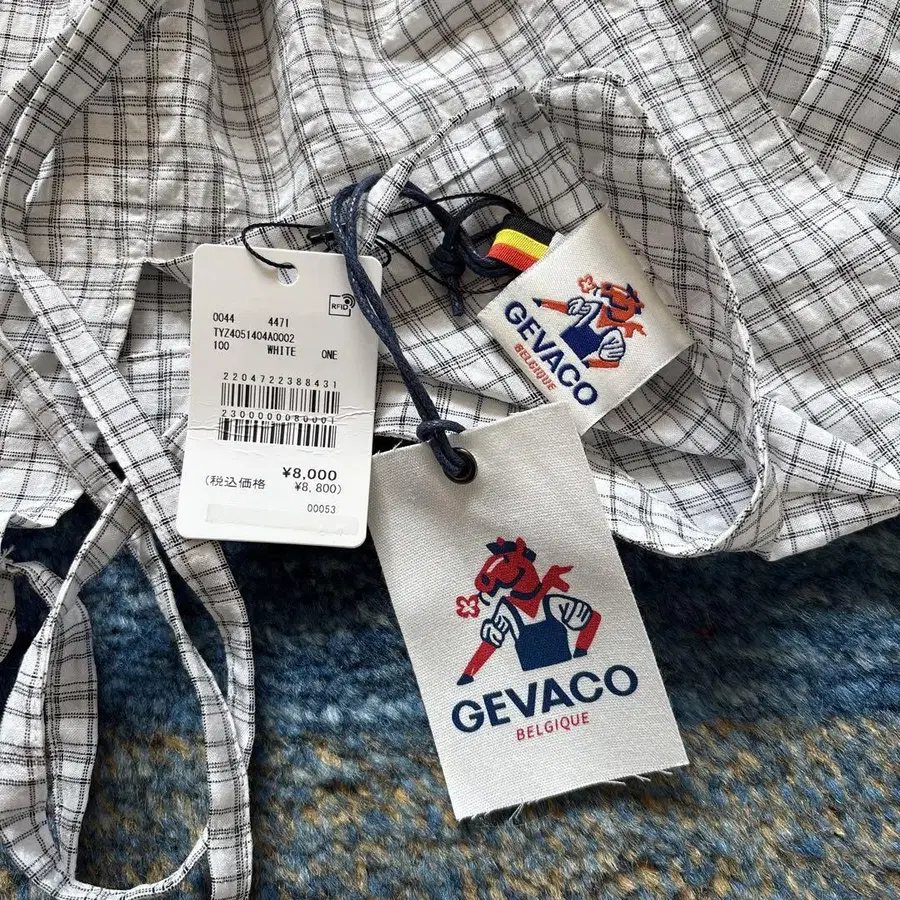 RFID
0044 4471
TYZ4051404A0002
100 WHITE ONE
2204722388431
2300000080001
¥8,000
(税込価格 ¥8,800)
00053
GEVACO
BELGIQUE
GEVACO
BELGIQUE